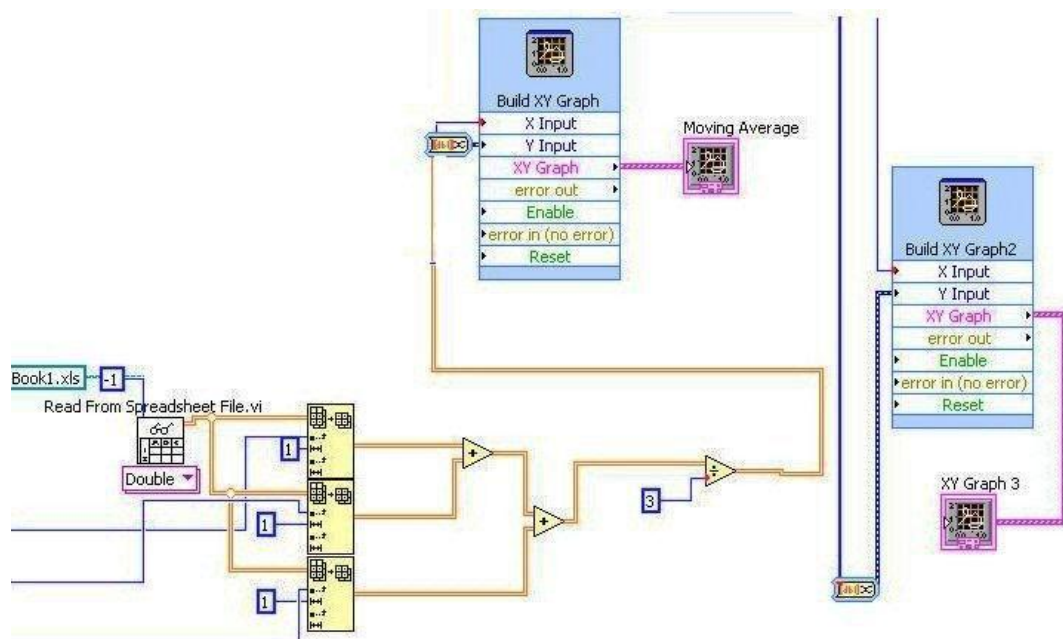 Build XY Graph
X Input
Y Input
XY Graph
error out
Enable
error in (no error)
Reset
Moving Average
Build XY Graph2
X Input
Y Input
XY Graph
error out
Enable
error in (no error)
Reset
XY Graph 3
Book1.xls
-1
Read From Spreadsheet File.vi
Double
1
1
1
3